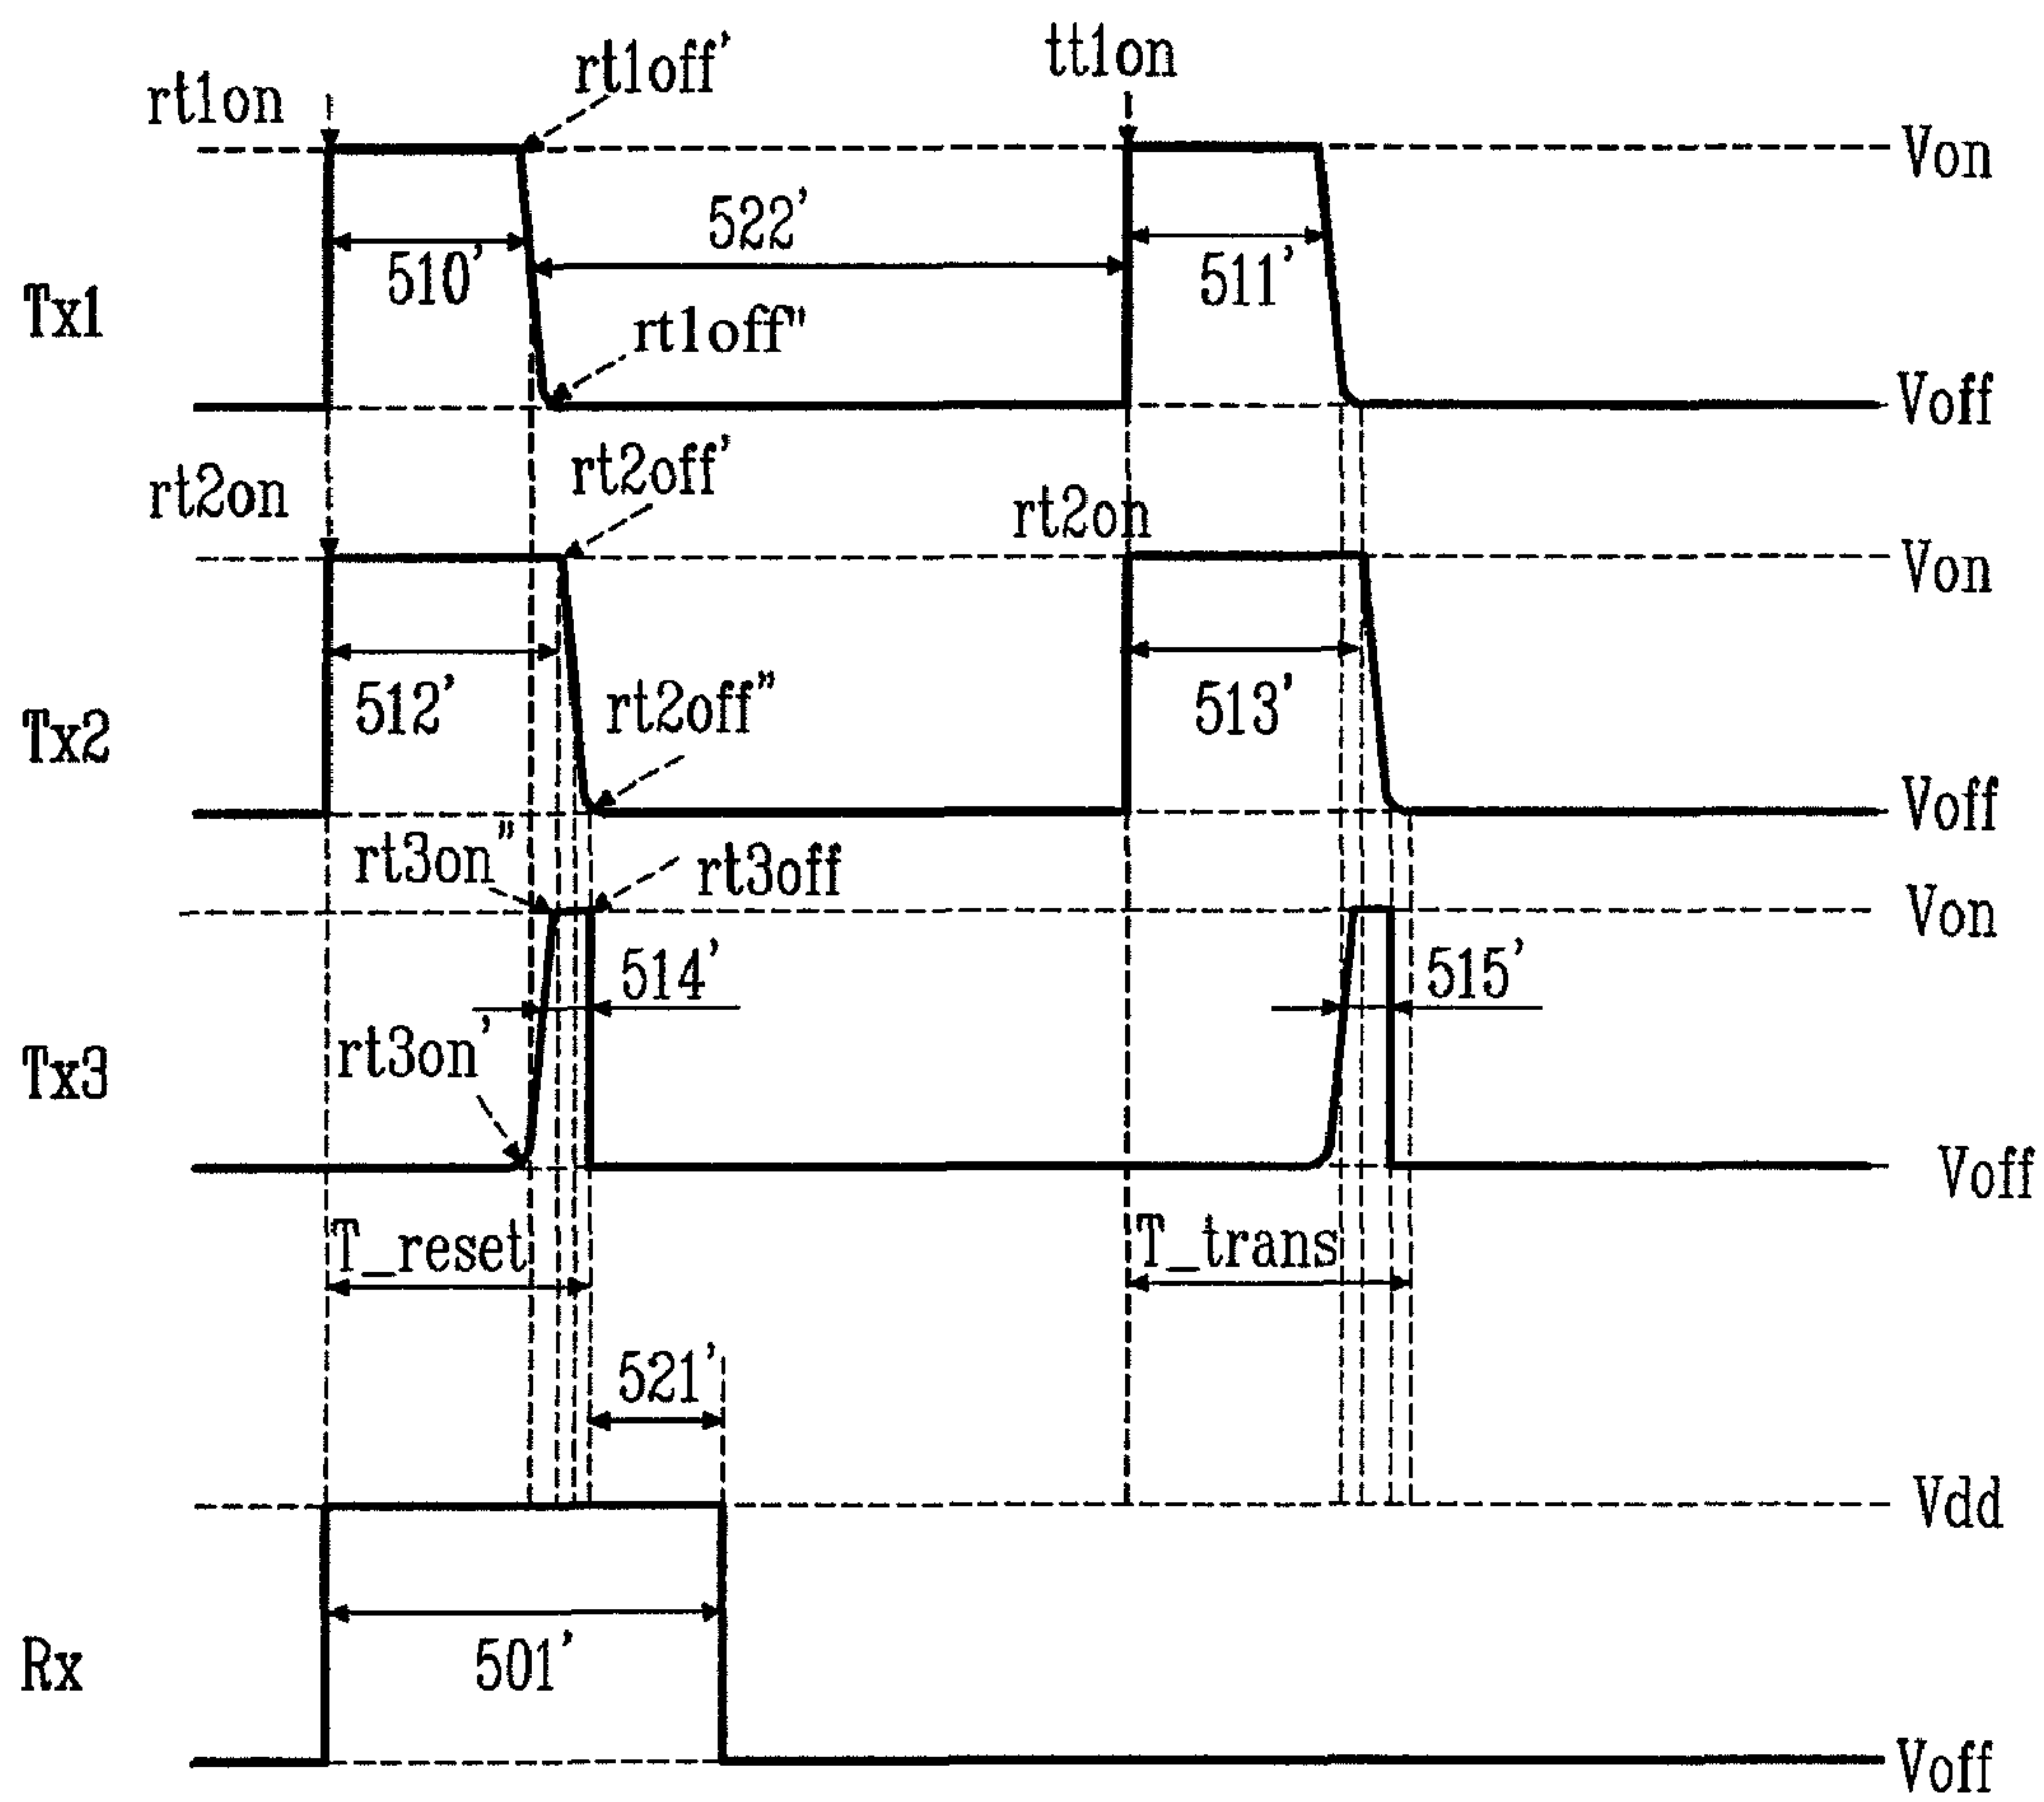 rt1on
rt1off'
tt1on
Von
510'
522'
511'
Tx1
rt1off"
Voff
rt2on
rt2off'
rt2on
Von
512'
rt2off"
513'
Tx2
Voff
rt3on"
rt3off
Von
514'
515'
rt3on'
Tx3
Voff
T_reset
T_trans
521'
Vdd
501'
Rx
Voff